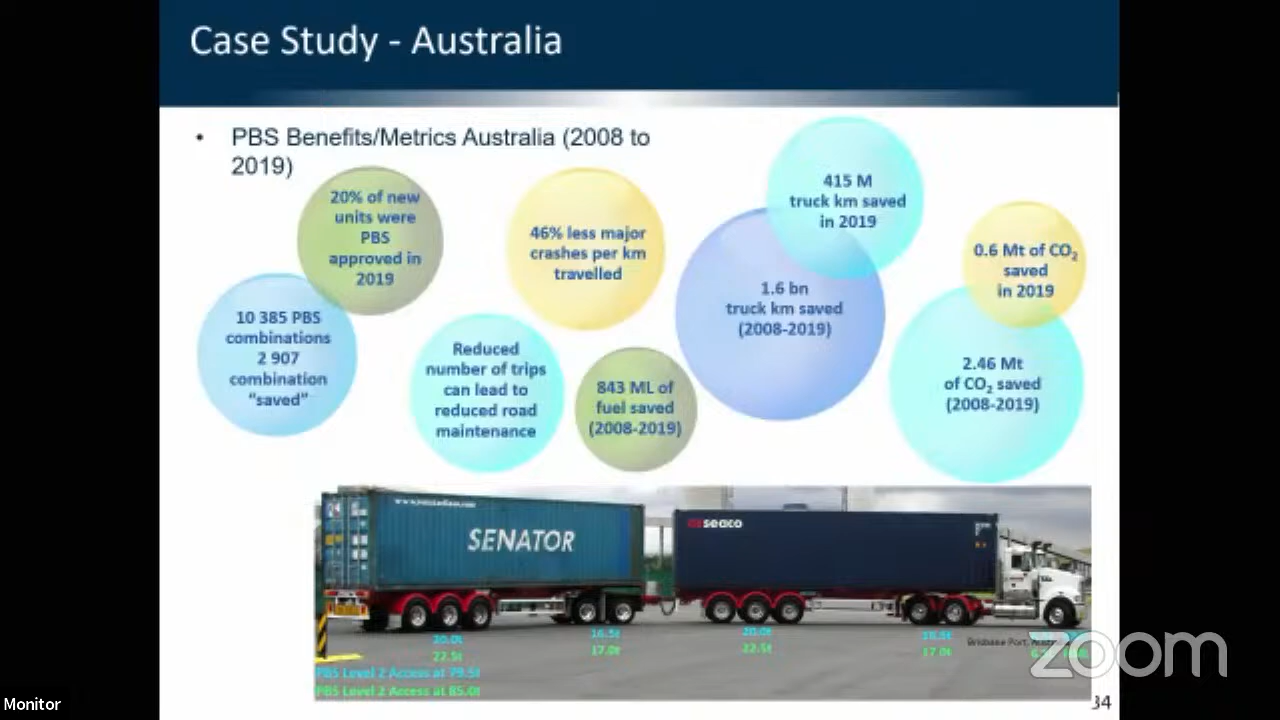 Case Study - Australia
• PBS Benefits/Metrics Australia (2008 to
2019)
20% of new
units were
PBS
approved in
2019
10 385 PBS
combinations
2 907
combination
“saved”
46% less major
crashes per km
travelled
Reduced
number of trips
can lead to
reduced road
maintenance
843 ML of
fuel saved
(2008-2019)
415 M
truck km saved
in 2019
1.6 bn
truck km saved
(2008-2019)
0.6 Mt of CO₂
saved
in 2019
2.46 Mt
of CO₂ saved
(2008-2019)
SENATOR
seaco
20.0t
22.5t
16.5t
17.0t
20.0t
22.5t
17.0t
Brisbane Port,
PBS Level 2 Access at 79.5t
PBS Level 2 Access at 85.0t
zoom
34
Monitor